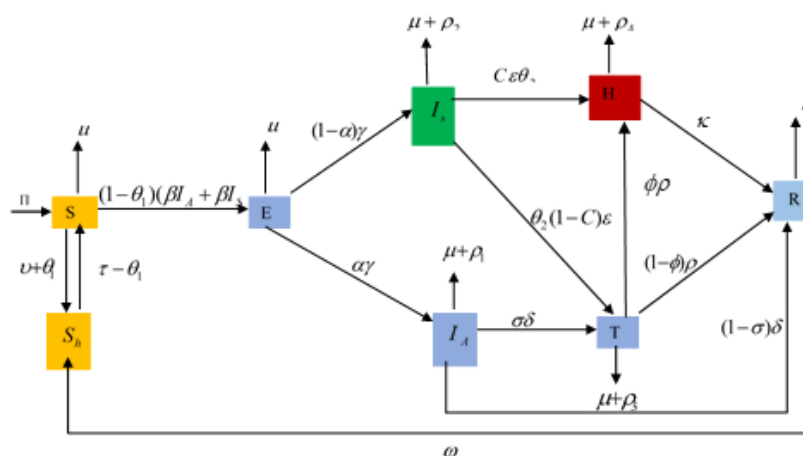 μ+ρ₂
μ+ρ₄
Cεθ
I_s
H
u
u
(1-α)γ
κ
Π
(1-θ₁)(βI_A+βI_s
S
E
φρ
R
υ+θ₁
τ-θ₁
θ₂(1-C)ε
αγ
μ+ρ₁
(1-φ)ρ
S_h
I_A
σδ
T
(1-σ)δ
μ+ρ₃
ω